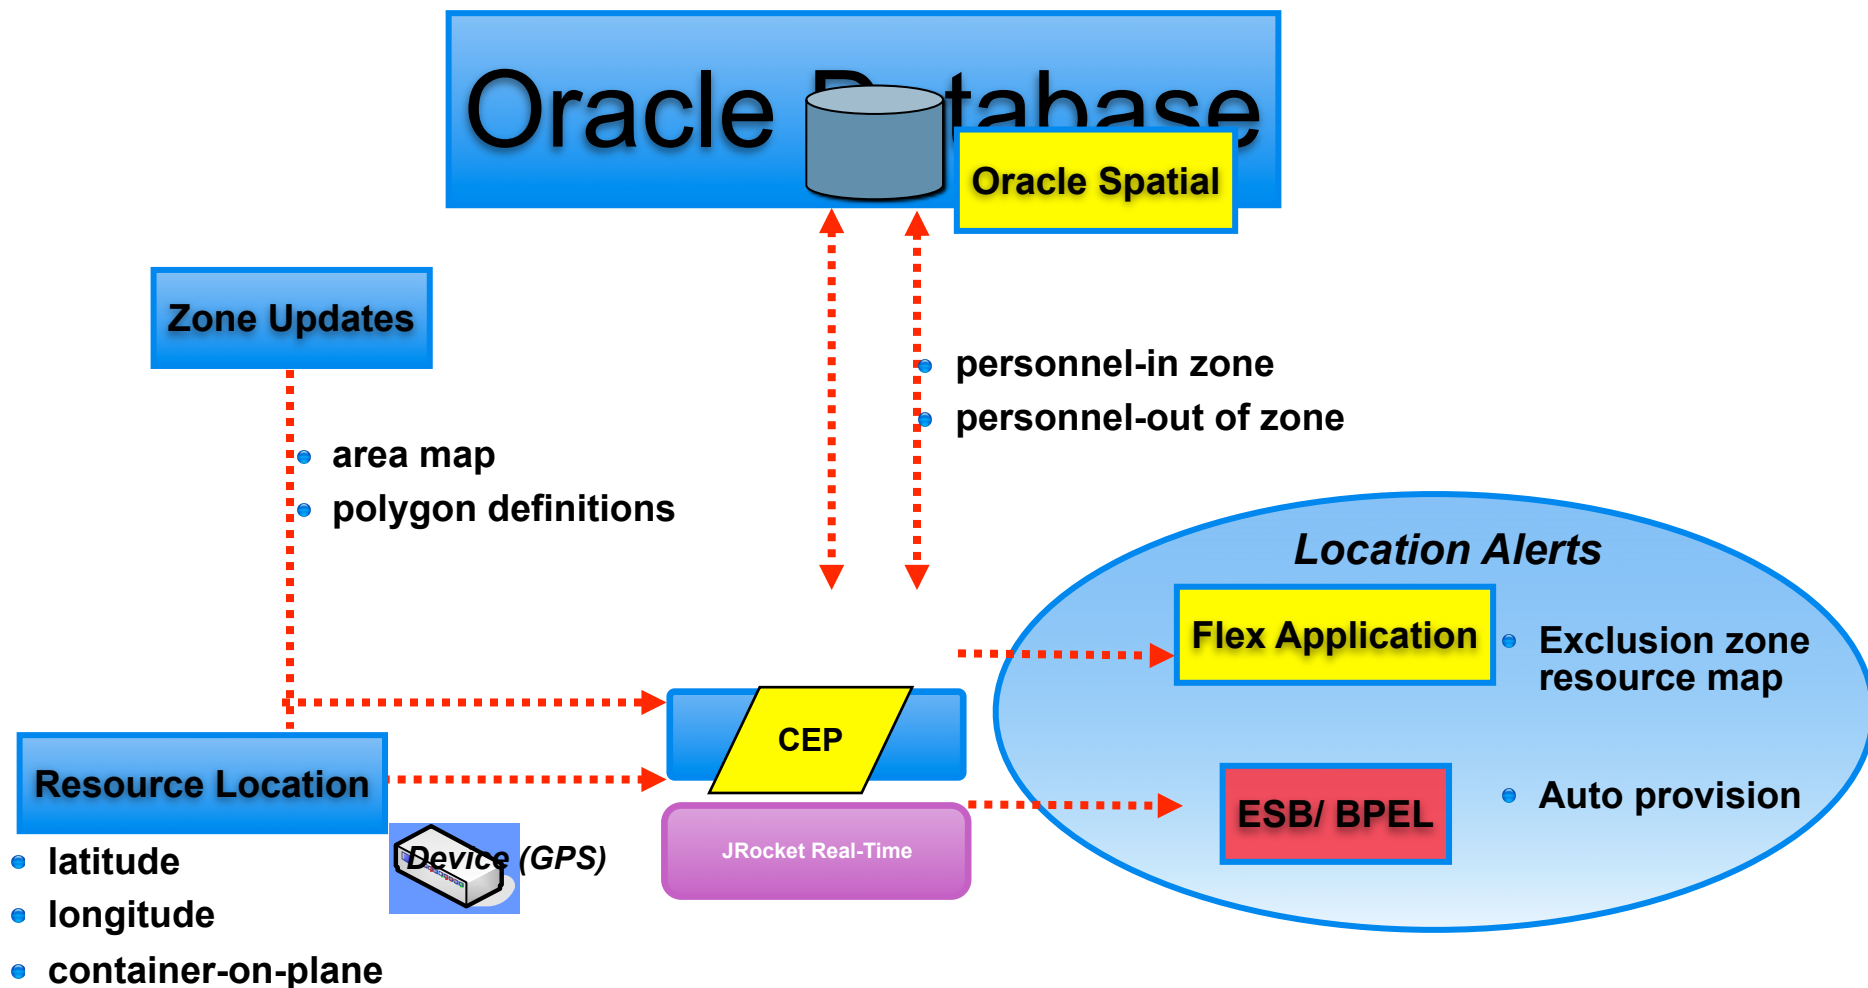 Oracle Database
Oracle Spatial
Zone Updates
personnel-in zone
personnel-out of zone
area map
polygon definitions
Location Alerts
Flex Application
Exclusion zone
resource map
CEP
Resource Location
ESB/ BPEL
Auto provision
JRocket Real-Time
Device (GPS)
latitude
longitude
container-on-plane